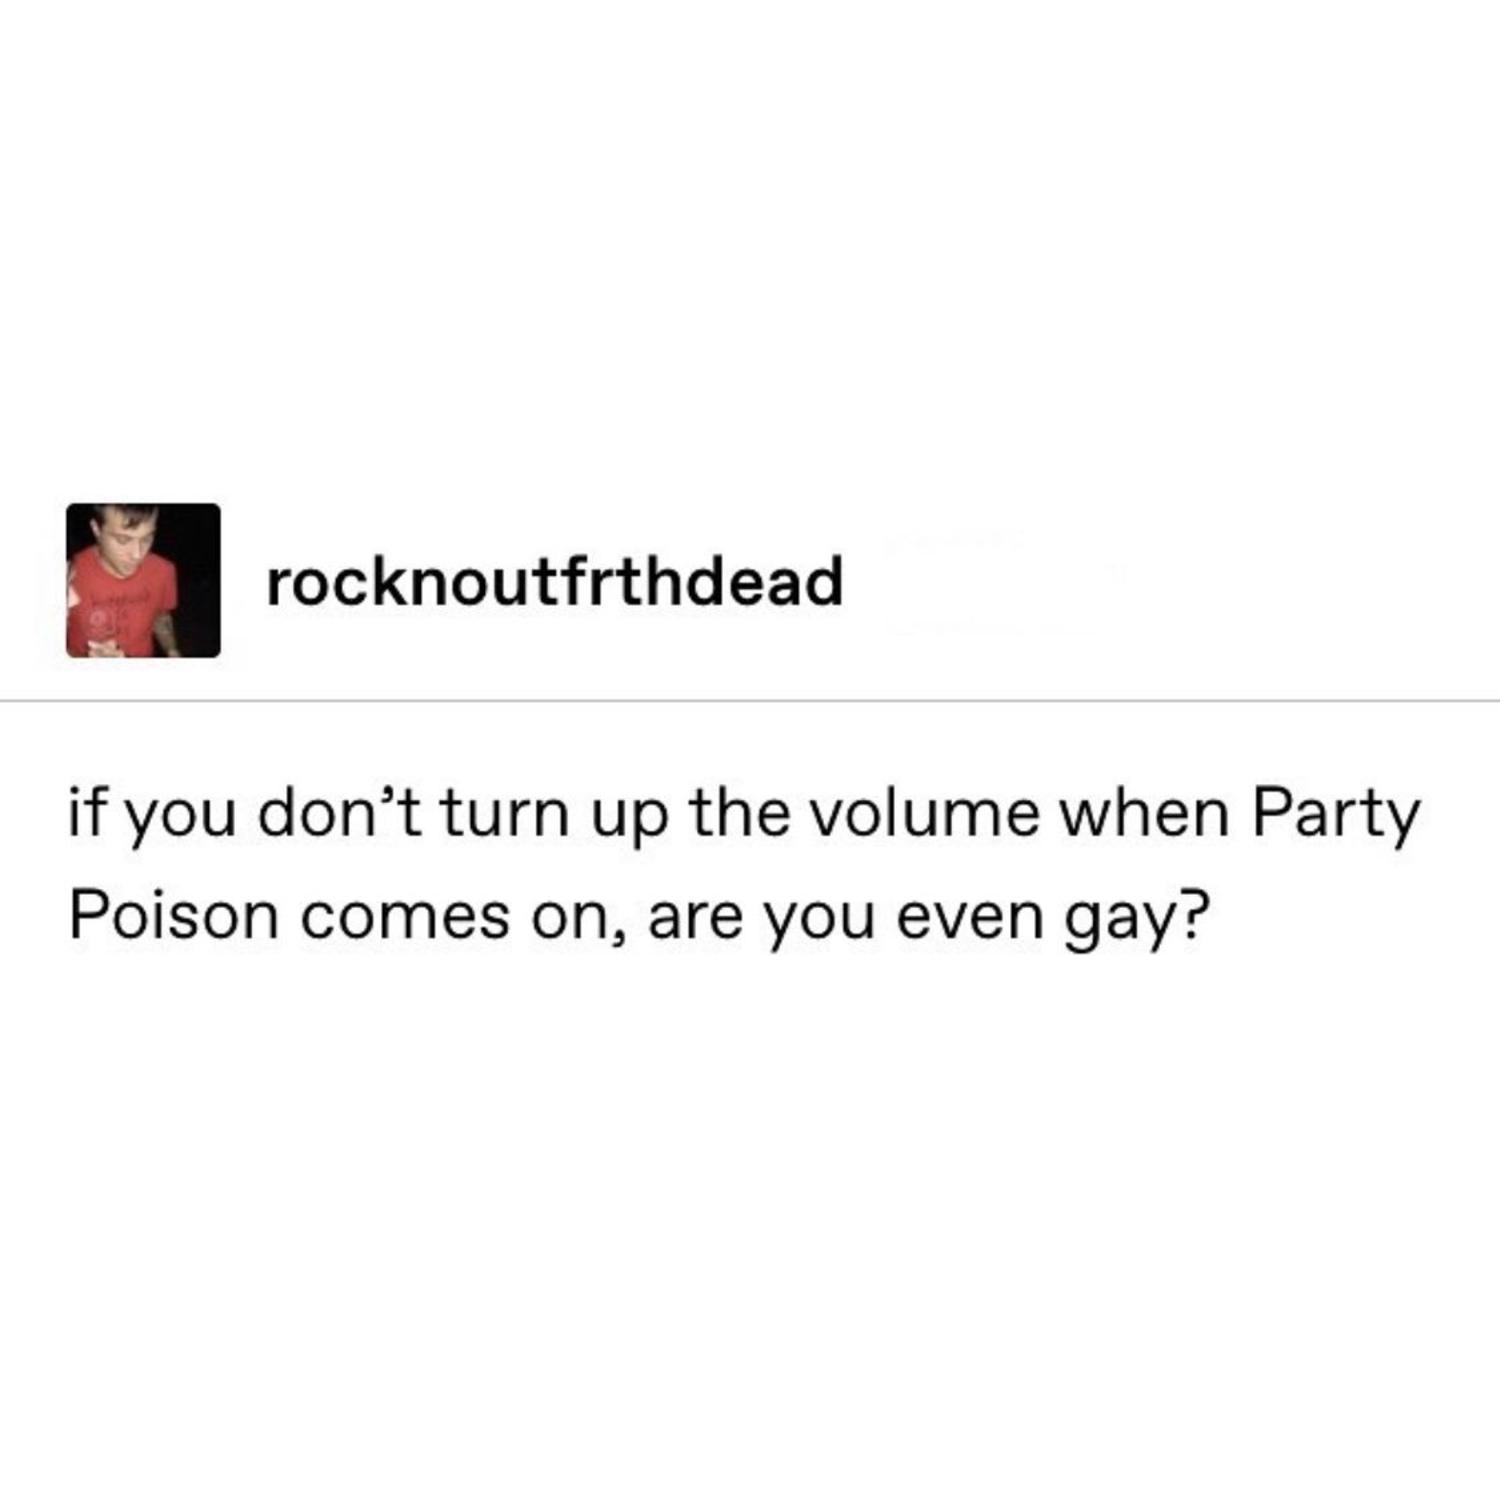 rocknoutfrthdead
if you don’t turn up the volume when Party
Poison comes on, are you even gay?